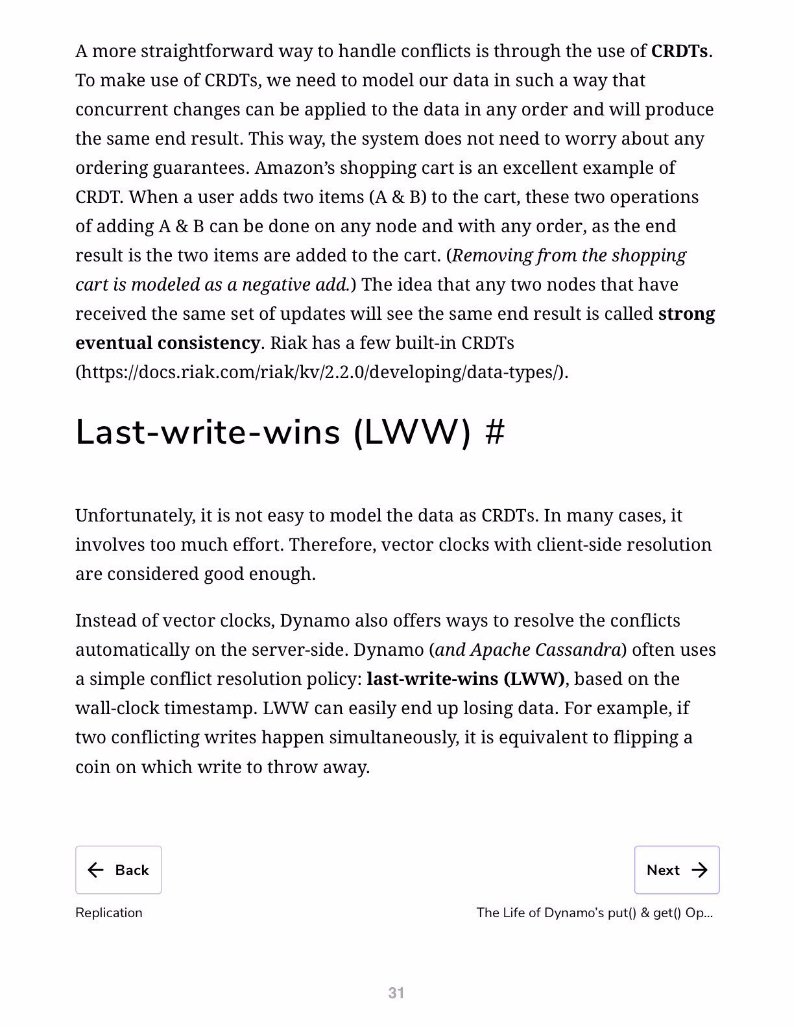 A more straightforward way to handle conflicts is through the use of CRDTs.
To make use of CRDTs, we need to model our data in such a way that
concurrent changes can be applied to the data in any order and will produce
the same end result. This way, the system does not need to worry about any
ordering guarantees. Amazon’s shopping cart is an excellent example of
CRDT. When a user adds two items (A & B) to the cart, these two operations
of adding A & B can be done on any node and with any order, as the end
result is the two items are added to the cart. (Removing from the shopping
cart is modeled as a negative add.) The idea that any two nodes that have
received the same set of updates will see the same end result is called strong
eventual consistency. Riak has a few built-in CRDTs
(https://docs.riak.com/riak/kv/2.2.0/developing/data-types/).
Last-write-wins (LWW) #
Unfortunately, it is not easy to model the data as CRDTs. In many cases, it
involves too much effort. Therefore, vector clocks with client-side resolution
are considered good enough.
Instead of vector clocks, Dynamo also offers ways to resolve the conflicts
automatically on the server-side. Dynamo (and Apache Cassandra) often uses
a simple conflict resolution policy: last-write-wins (LWW), based on the
wall-clock timestamp. LWW can easily end up losing data. For example, if
two conflicting writes happen simultaneously, it is equivalent to flipping a
coin on which write to throw away.
← Back
Next →
Replication
The Life of Dynamo’s put() & get() Op…
31